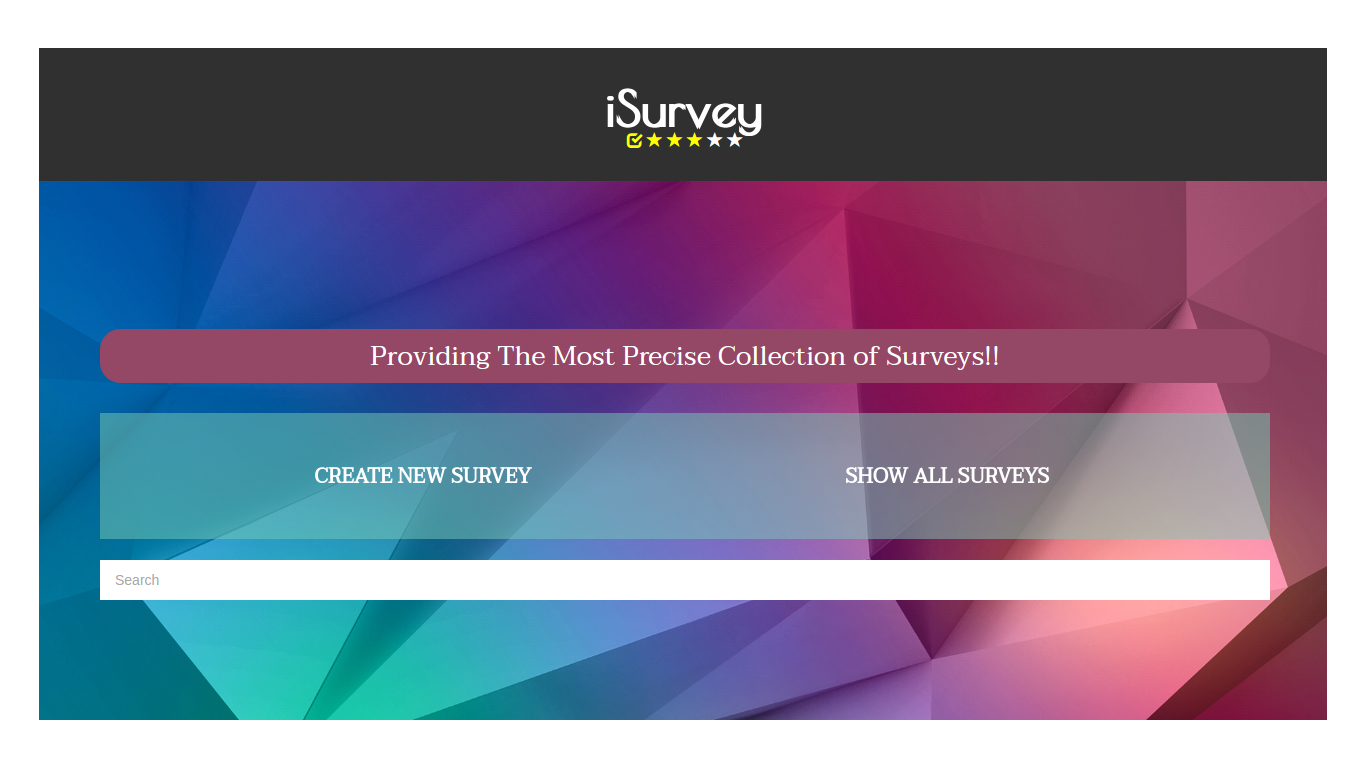 iSurvey
Providing The Most Precise Collection of Surveys!!
CREATE NEW SURVEY
SHOW ALL SURVEYS
Search